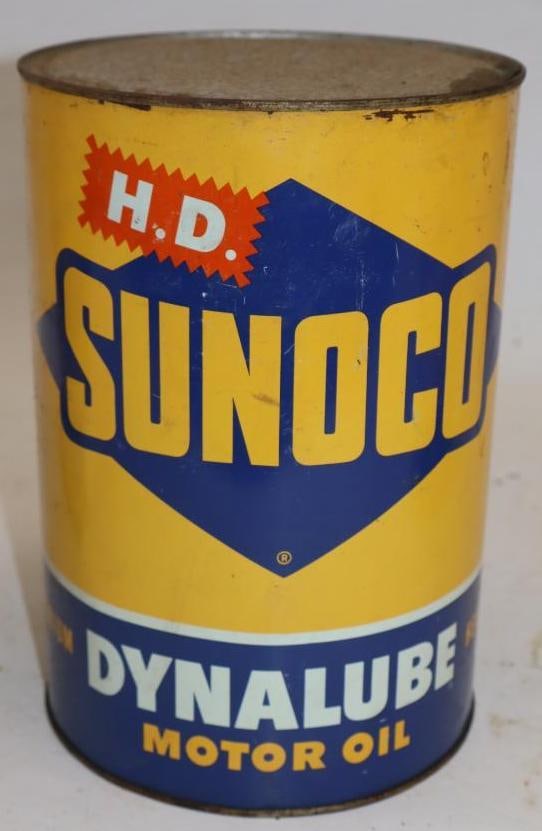 H.D.
SUNOCO
®
DYNALUBE
MOTOR OIL